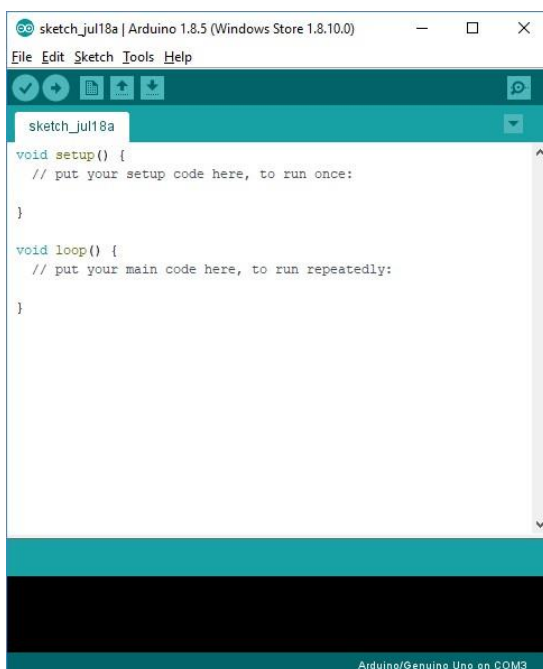 sketch_jul18a | Arduino 1.8.5 (Windows Store 1.8.10.0)
File Edit Sketch Tools Help
sketch_jul18a
void setup() {
  // put your setup code here, to run once:
}
void loop() {
  // put your main code here, to run repeatedly:
}
Arduino/Genuino Uno on COM3